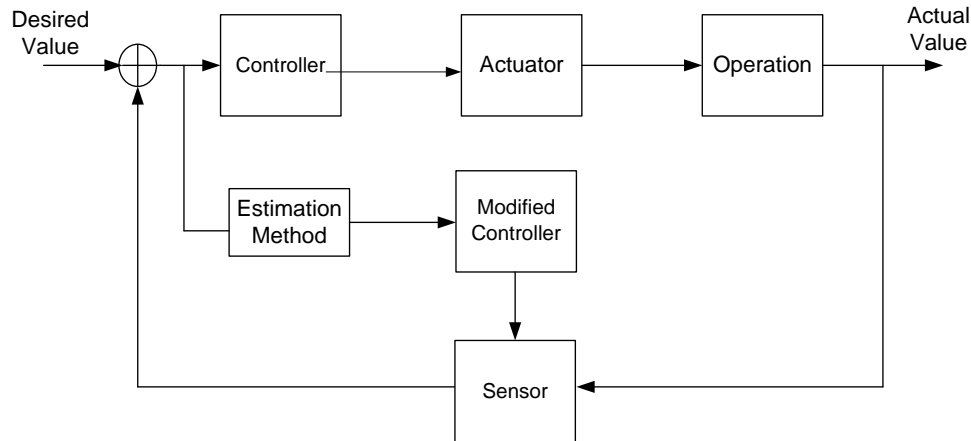 Desired
Value
Actual
Value
Controller
Actuator
Operation
Estimation
Method
Modified
Controller
Sensor